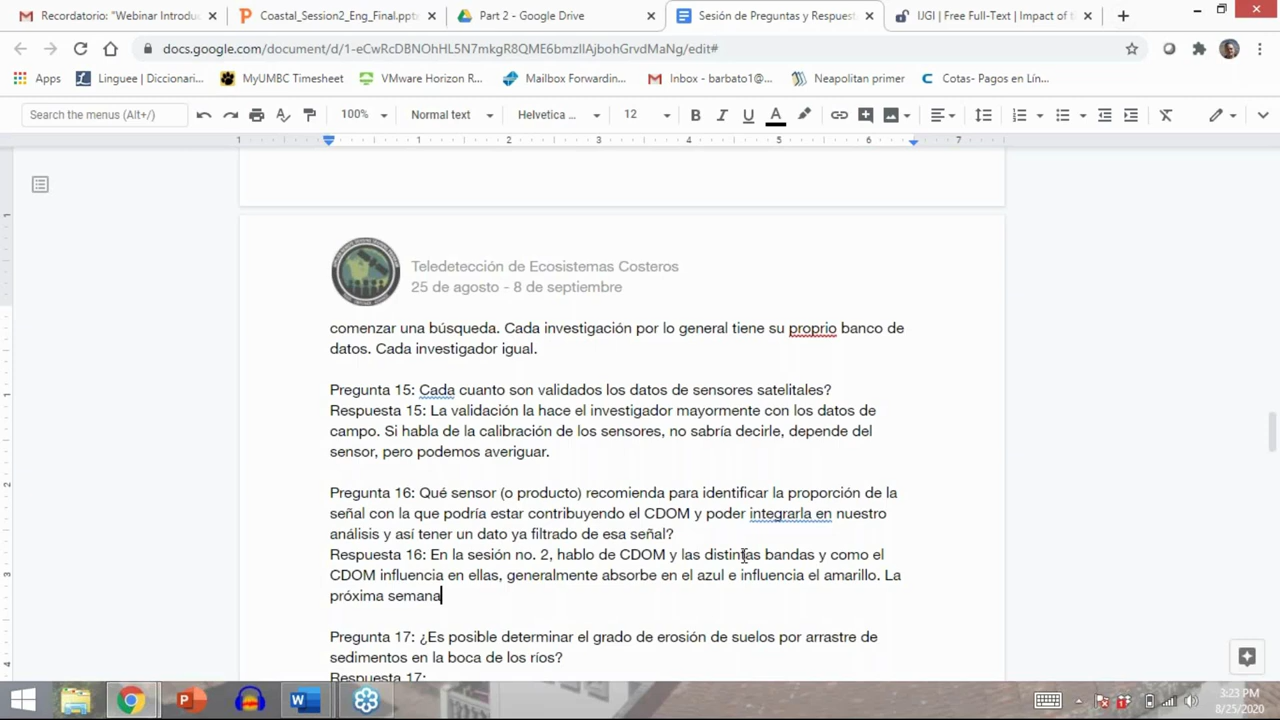 Recordatorio: "Webinar Introduc
Coastal_Session2_Eng_Final.pptx
Part 2 - Google Drive
Sesión de Preguntas y Respuest
IJGI | Free Full-Text | Impact of t
docs.google.com/document/d/1-eCwRcDBNOhHL5N7mkgR8QME6bmzIlAjbohGrvdMaNg/edit#
Apps
Linguee | Diccionari...
MyUMBC Timesheet
VMware Horizon R...
Mailbox Forwardin...
Inbox - barbato1@...
Neapolitan primer
Cotas- Pagos en Lín...
Search the menus (Alt+/)
100%
Normal text
Helvetica ...
12
B I U A
1 1 2 3 4 5 6 7
Teledetección de Ecosistemas Costeros
25 de agosto - 8 de septiembre
comenzar una búsqueda. Cada investigación por lo general tiene su proprio banco de
datos. Cada investigador igual.
Pregunta 15: Cada cuanto son validados los datos de sensores satelitales?
Respuesta 15: La validación la hace el investigador mayormente con los datos de
campo. Si habla de la calibración de los sensores, no sabría decirle, depende del
sensor, pero podemos averiguar.
Pregunta 16: Qué sensor (o producto) recomienda para identificar la proporción de la
señal con la que podría estar contribuyendo el CDOM y poder integrarla en nuestro
análisis y así tener un dato ya filtrado de esa señal?
Respuesta 16: En la sesión no. 2, hablo de CDOM y las distintas bandas y como el
CDOM influencia en ellas, generalmente absorbe en el azul e influencia el amarillo. La
próxima semana
Pregunta 17: ¿Es posible determinar el grado de erosión de suelos por arrastre de
sedimentos en la boca de los ríos?
Respuesta 17:
3:23 PM
8/25/2020